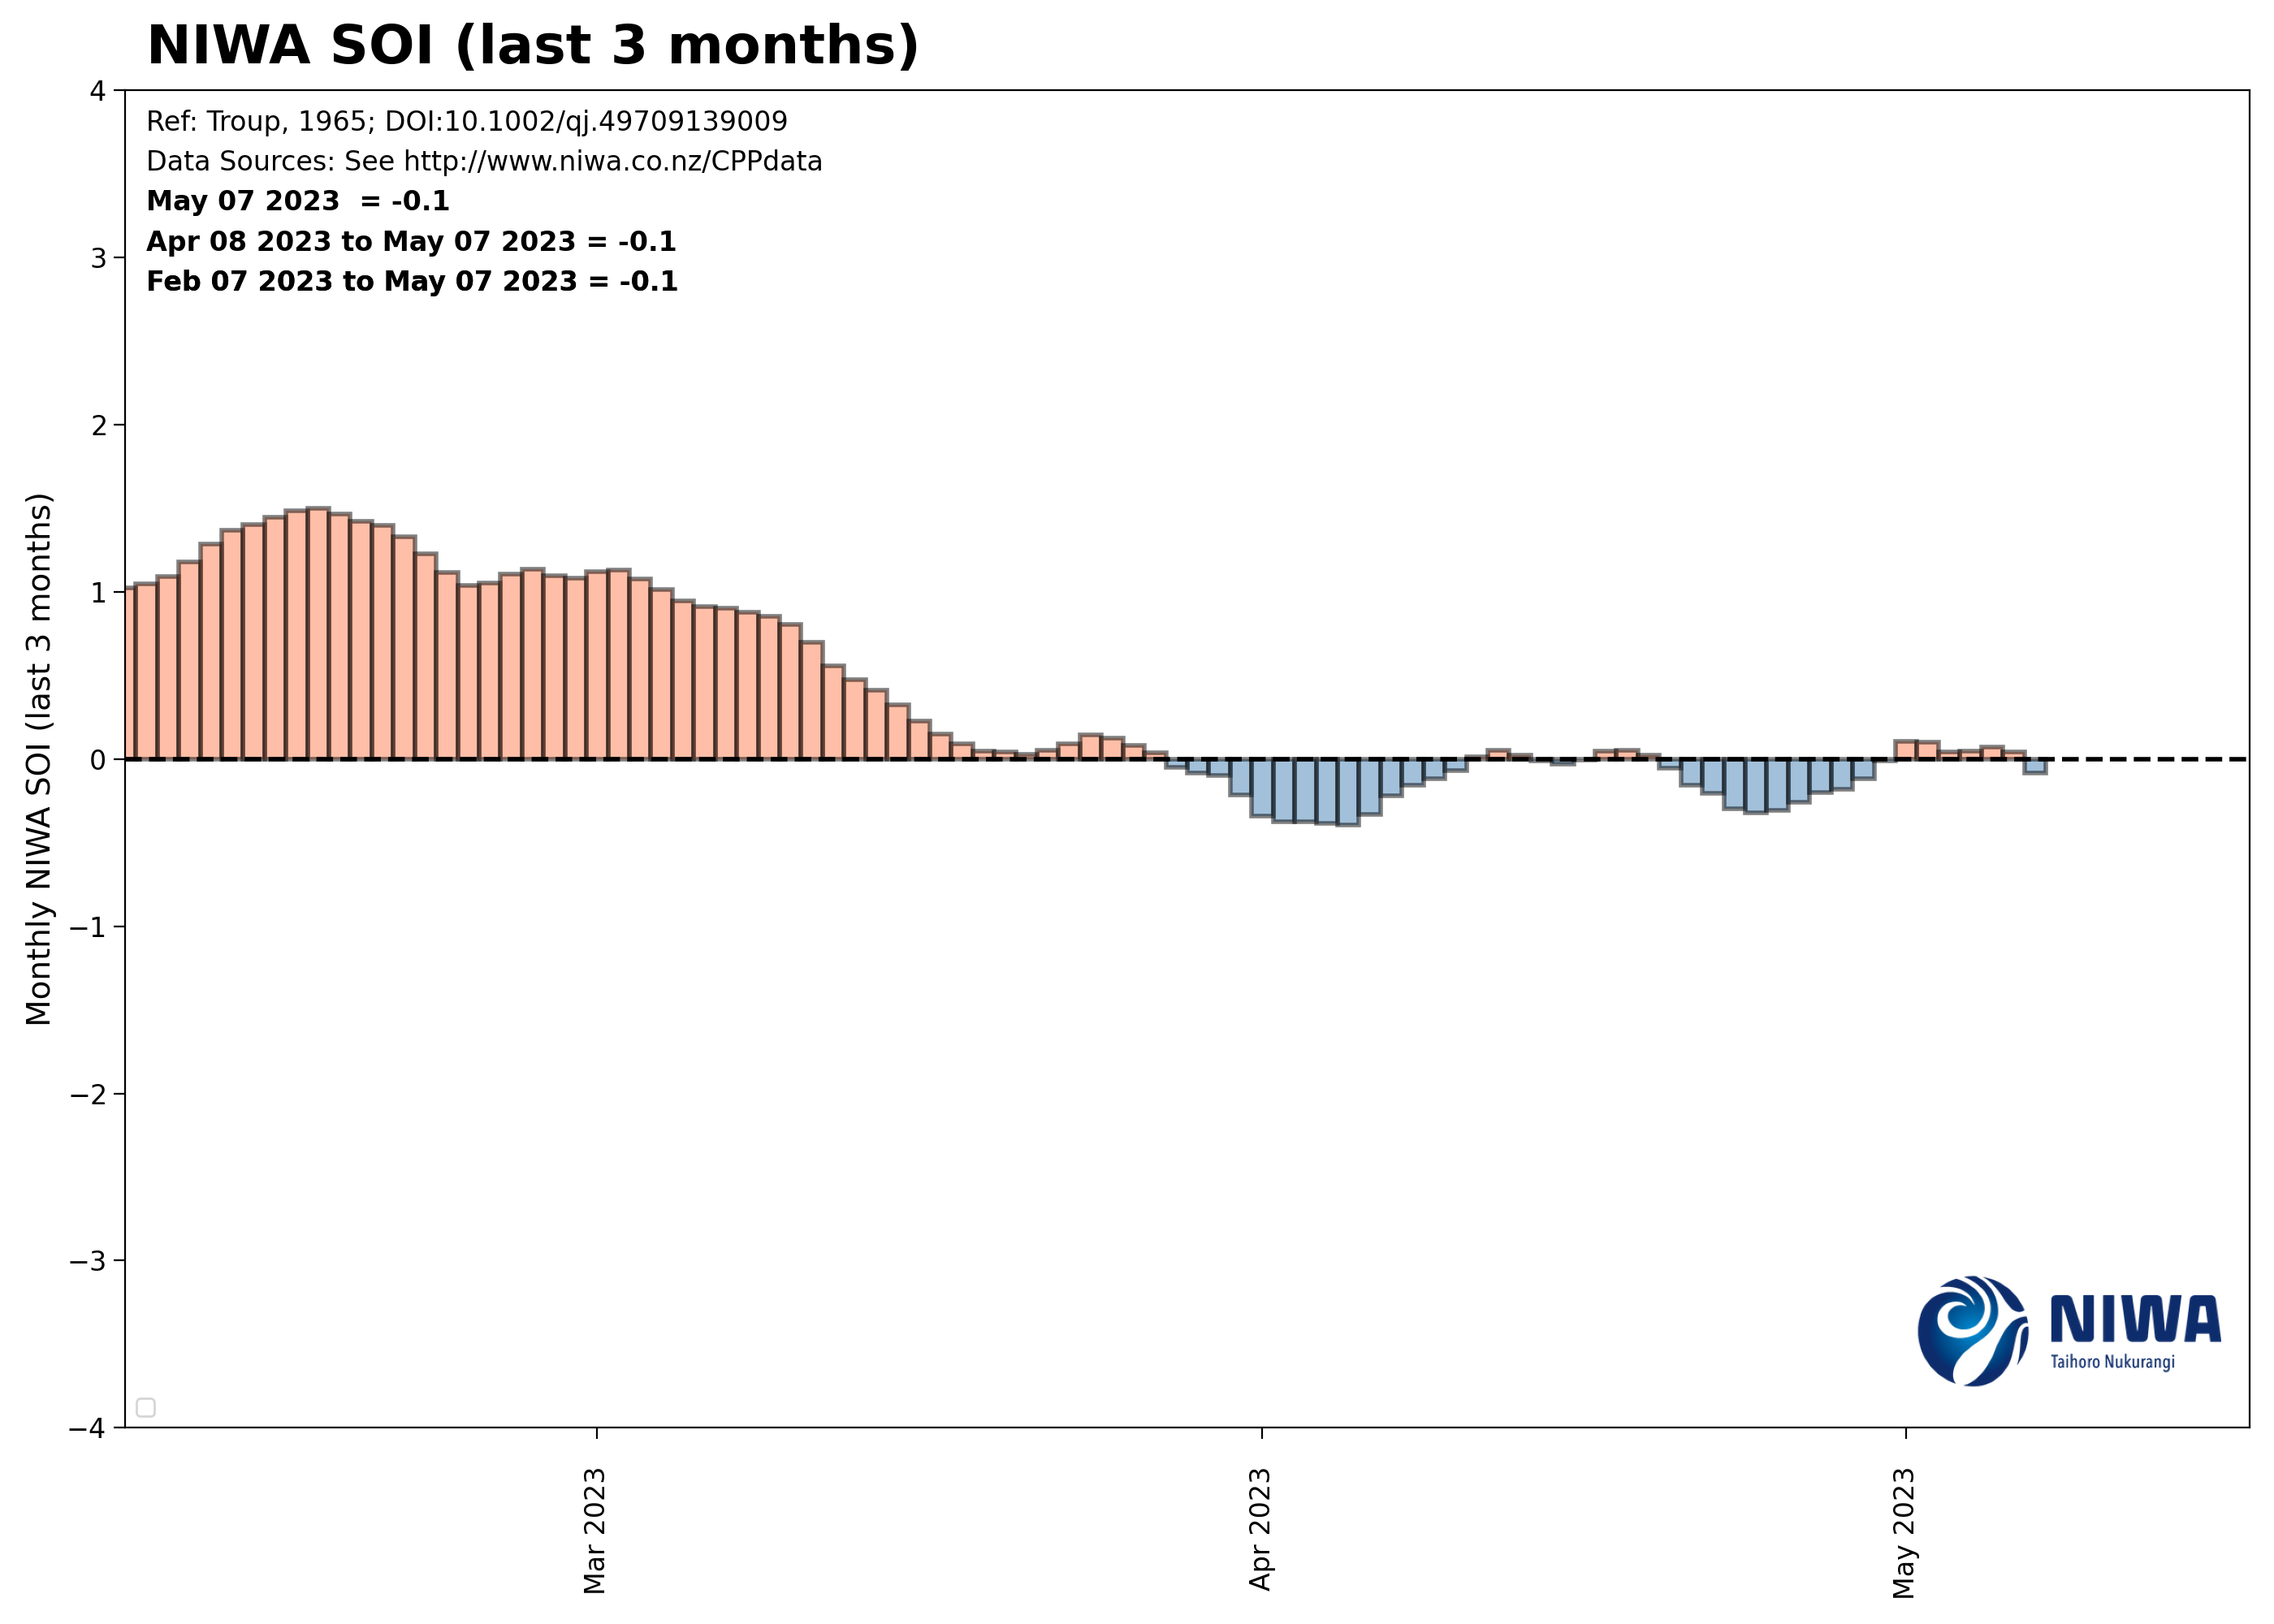 NIWA SOI (last 3 months)
Ref: Troup, 1965; DOI:10.1002/qj.49709139009
Data Sources: See http://www.niwa.co.nz/CPPdata
May 07 2023  = -0.1
Apr 08 2023 to May 07 2023 = -0.1
Feb 07 2023 to May 07 2023 = -0.1
Monthly NIWA SOI (last 3 months)
4
3
2
1
0
−1
−2
−3
−4
Mar 2023
Apr 2023
May 2023
NIWA
Taihoro Nukurangi